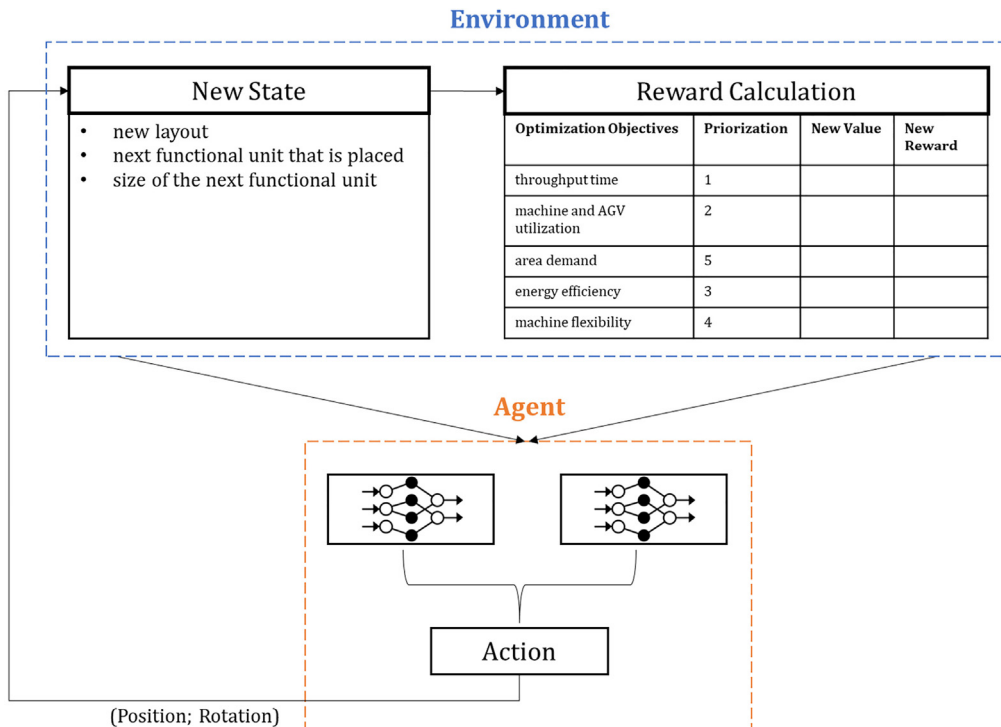 Environment
New State
• new layout
• next functional unit that is placed
• size of the next functional unit
Reward Calculation
Optimization Objectives Priorization New Value New
Reward
throughput time 1
machine and AGV 2
utilization
area demand 5
energy efficiency 3
machine flexibility 4
Agent
Action
(Position; Rotation)